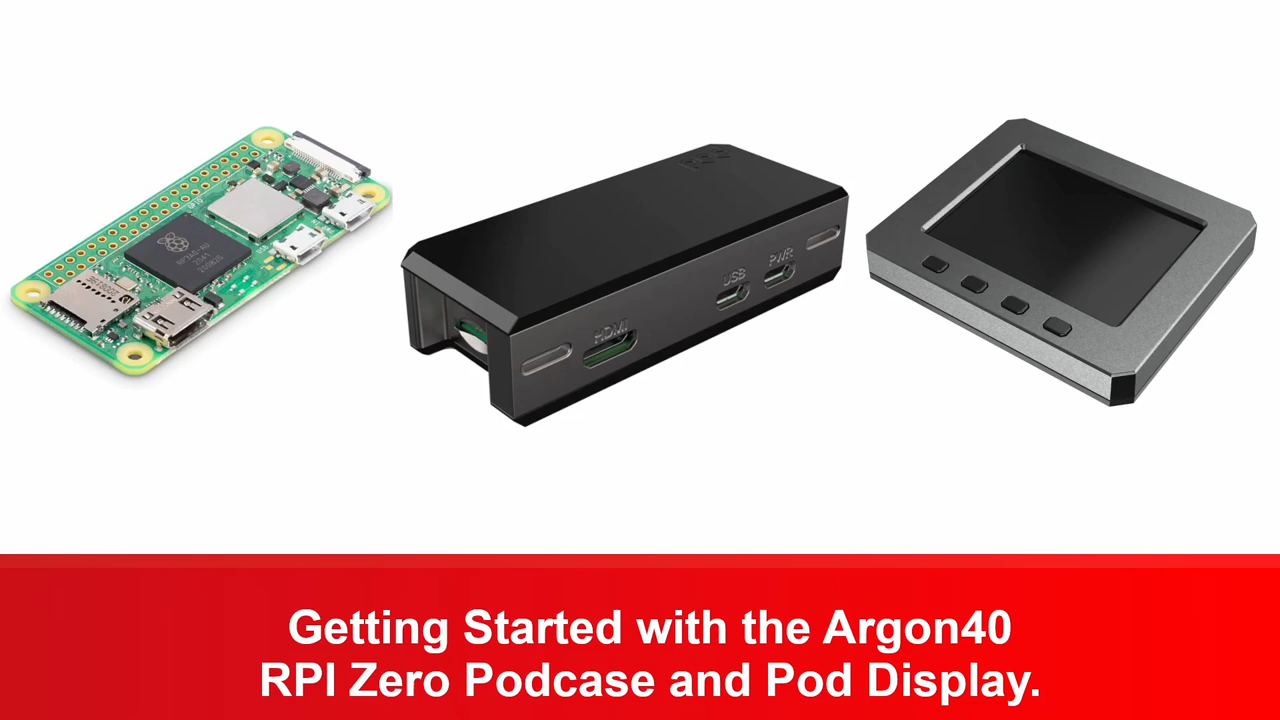 HDMI
USB
PWR
Getting Started with the Argon40
RPI Zero Podcase and Pod Display.